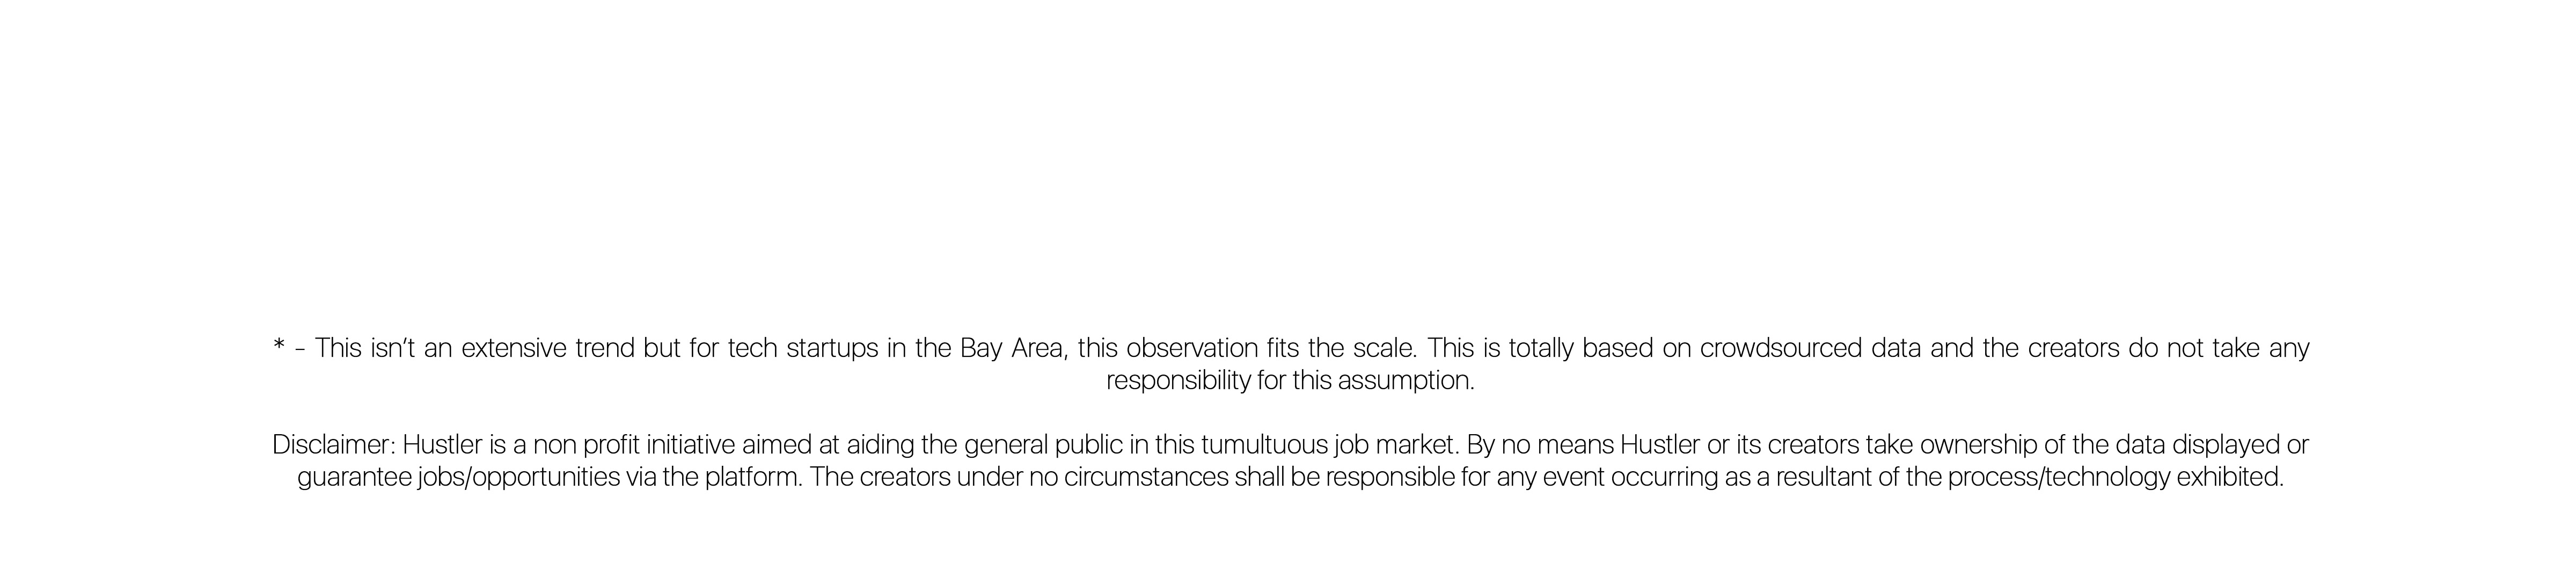 * - This isn’t an extensive trend but for tech startups in the Bay Area, this observation fits the scale. This is totally based on crowdsourced data and the creators do not take any
responsibility for this assumption.
Disclaimer: Hustler is a non profit initiative aimed at aiding the general public in this tumultuous job market. By no means Hustler or its creators take ownership of the data displayed or
guarantee jobs/opportunities via the platform. The creators under no circumstances shall be responsible for any event occurring as a resultant of the process/technology exhibited.